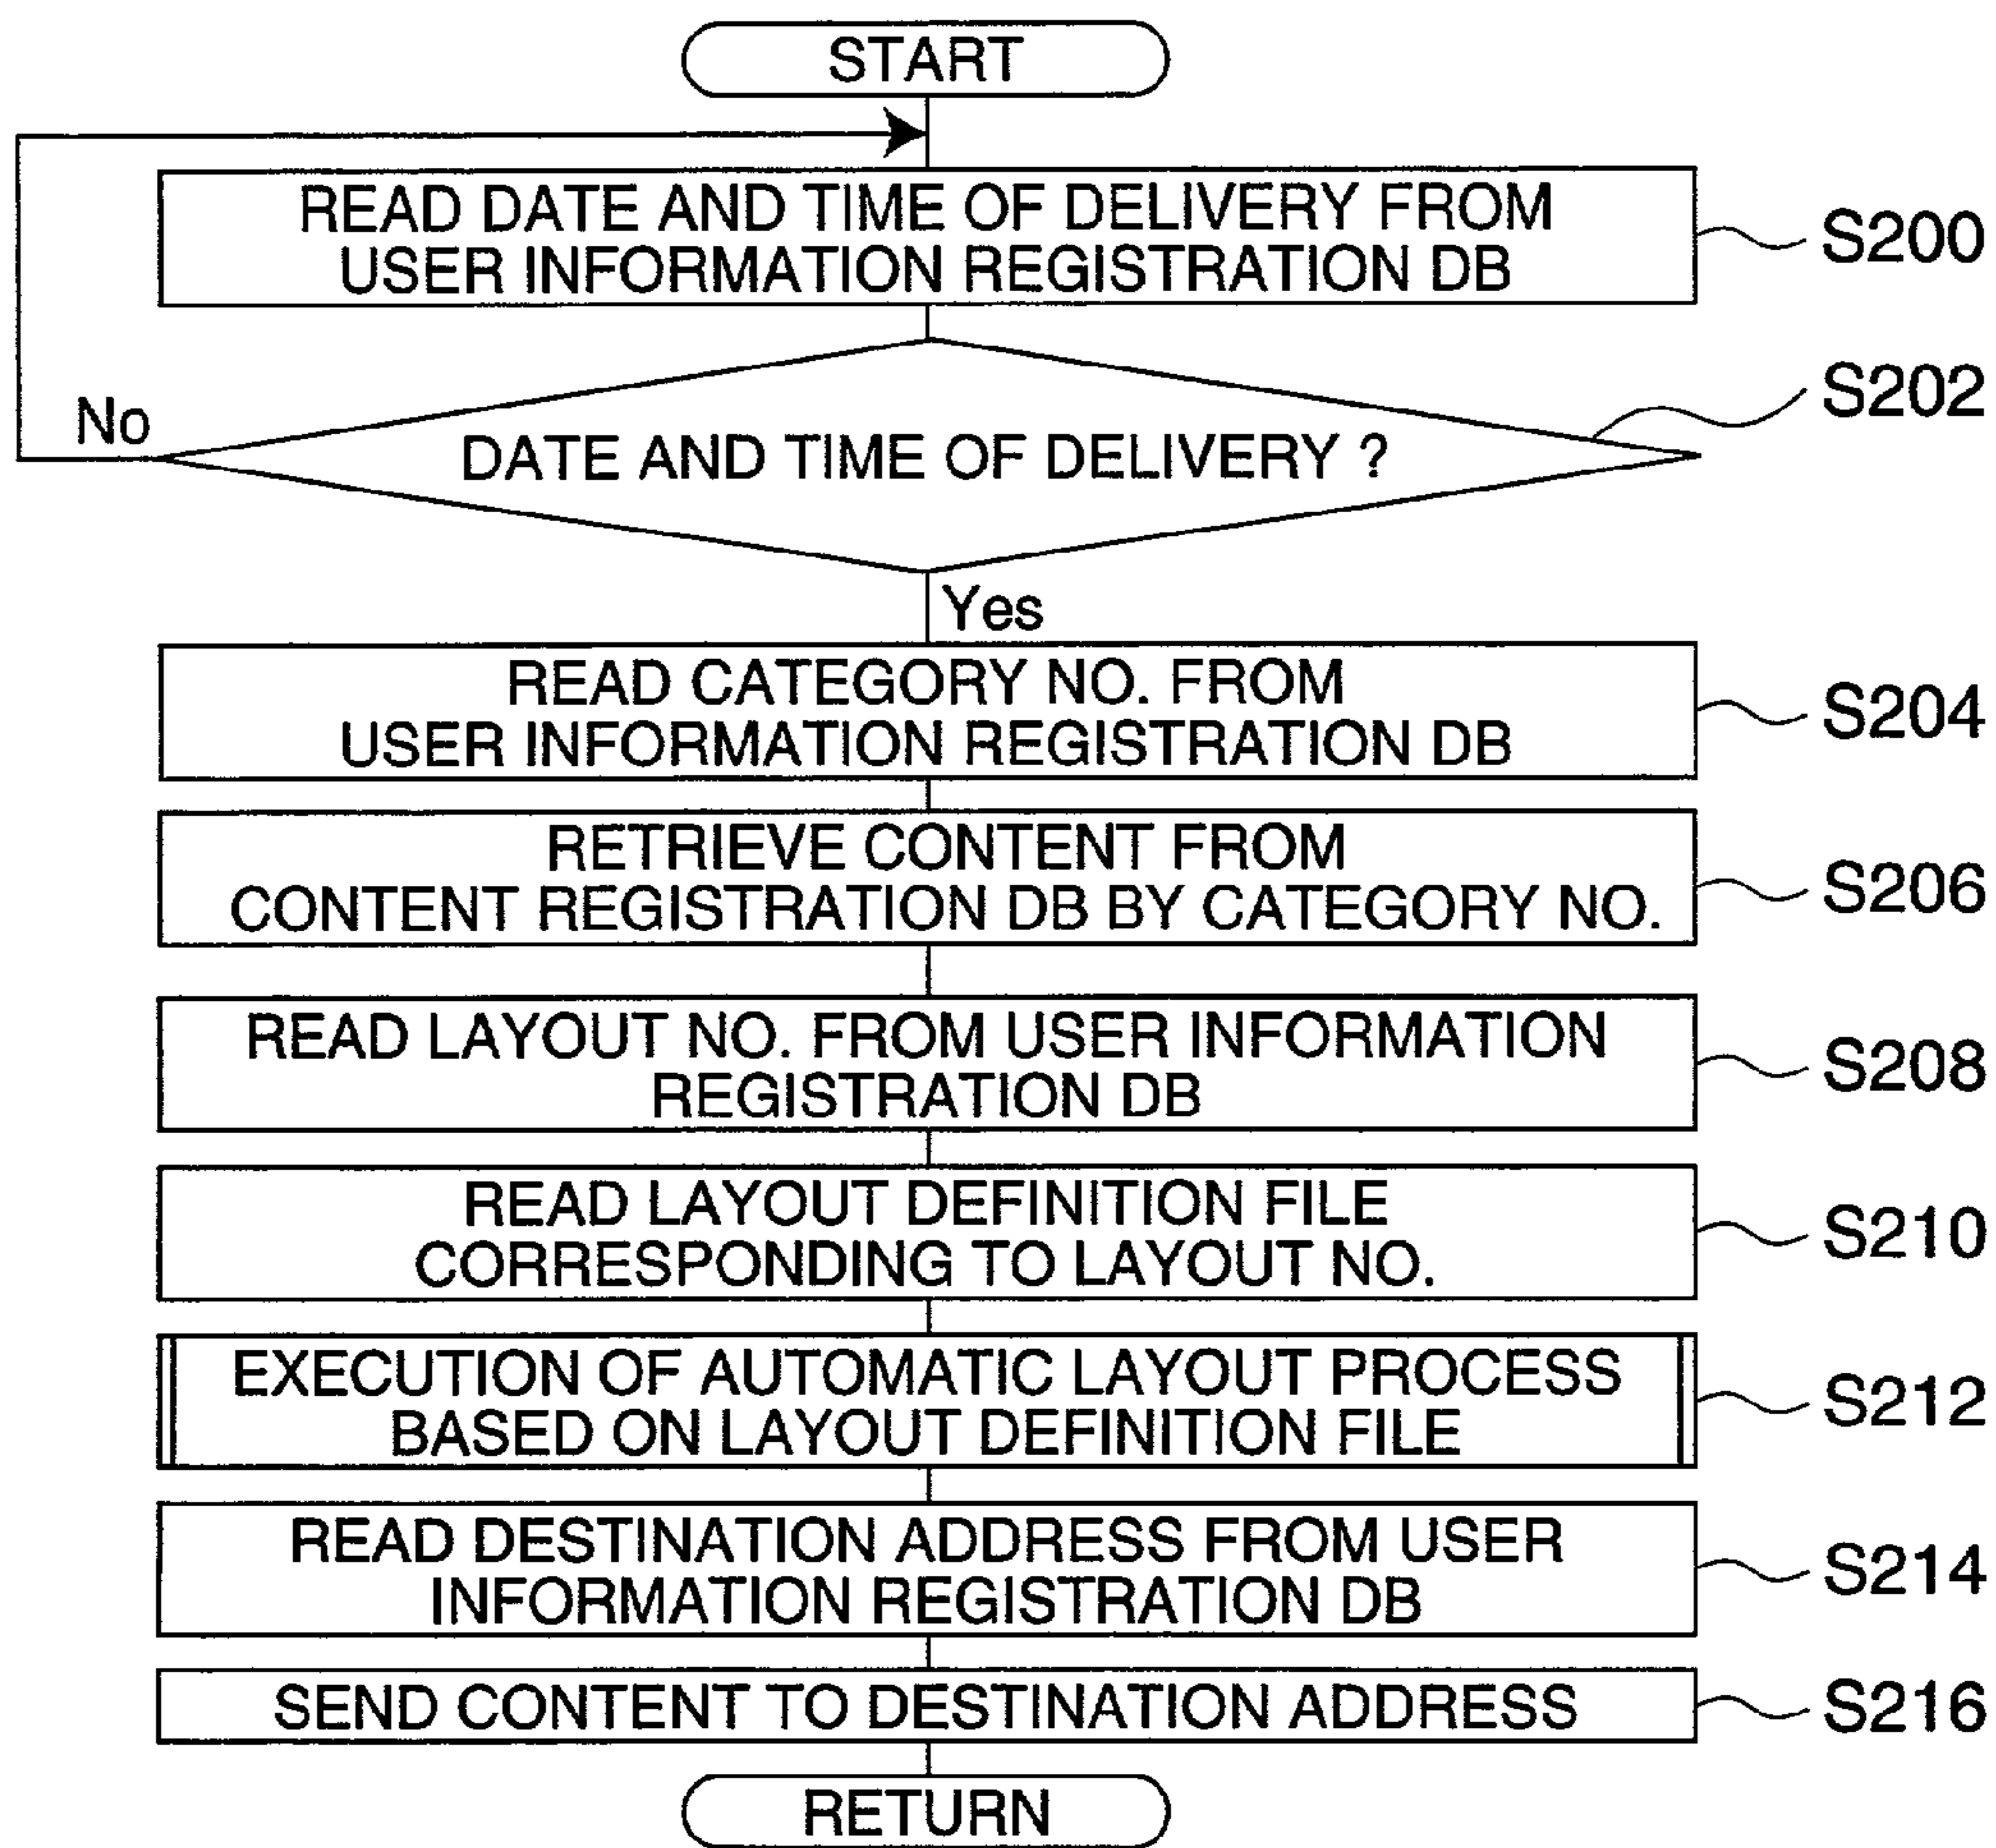 START
READ DATE AND TIME OF DELIVERY FROM
USER INFORMATION REGISTRATION DB
S200
No
DATE AND TIME OF DELIVERY ?
S202
Yes
READ CATEGORY NO. FROM
USER INFORMATION REGISTRATION DB
S204
RETRIEVE CONTENT FROM
CONTENT REGISTRATION DB BY CATEGORY NO.
S206
READ LAYOUT NO. FROM USER INFORMATION
REGISTRATION DB
S208
READ LAYOUT DEFINITION FILE
CORRESPONDING TO LAYOUT NO.
S210
EXECUTION OF AUTOMATIC LAYOUT PROCESS
BASED ON LAYOUT DEFINITION FILE
S212
READ DESTINATION ADDRESS FROM USER
INFORMATION REGISTRATION DB
S214
SEND CONTENT TO DESTINATION ADDRESS
S216
RETURN